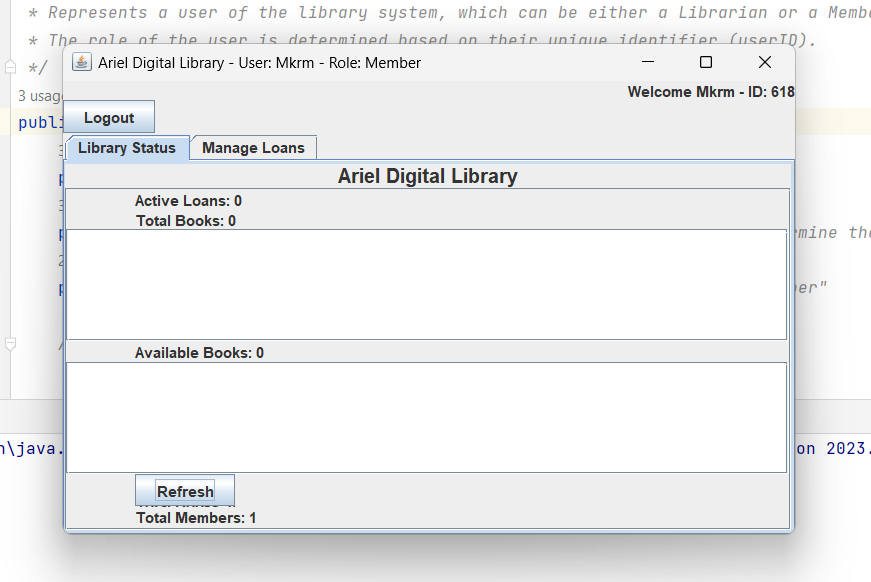 * Represents a user of the library system, which can be either a Librarian or a Membe
* The role of the user is determined based on their unique identifier (userID).
*/
3 usag
publi
Ariel Digital Library - User: Mkrm - Role: Member
Welcome Mkrm - ID: 618
Logout
Library Status
Manage Loans
Ariel Digital Library
Active Loans: 0
Total Books: 0
rmine the
er"
Available Books: 0
n\java.
on 2023.
Refresh
Total Members: 1